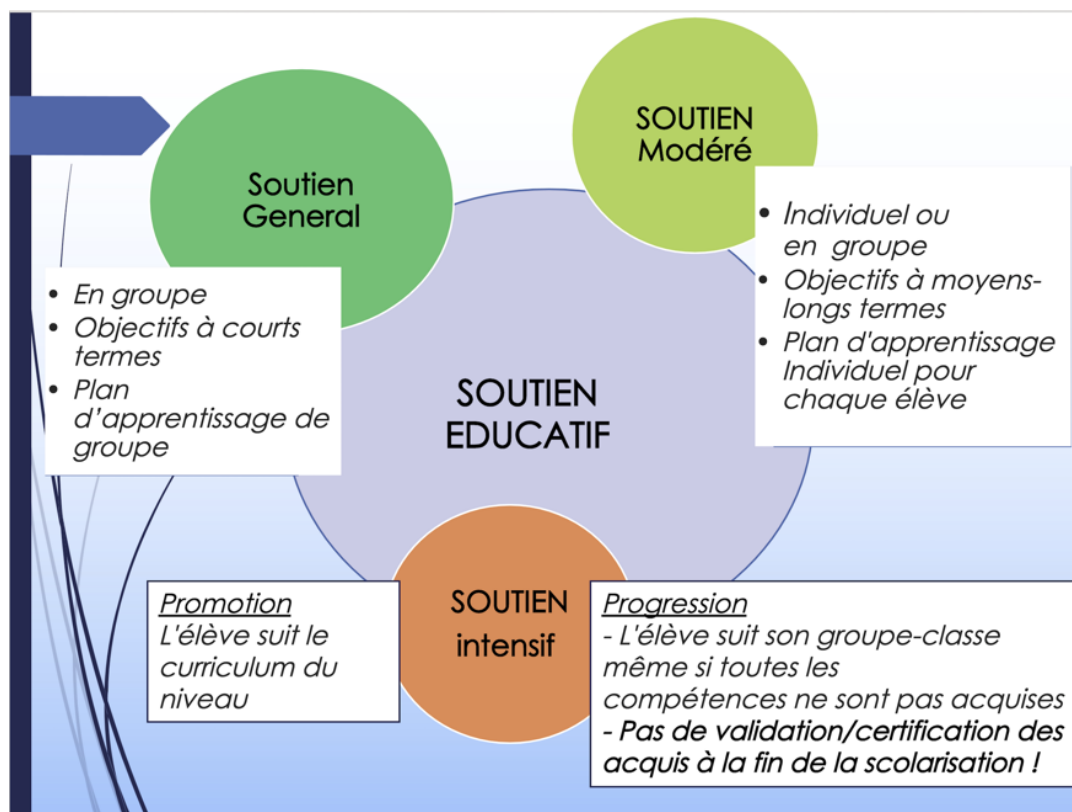 Soutien
General
• En groupe
• Objectifs à courts
termes
• Plan
d’apprentissage de
groupe
SOUTIEN
Modéré
• Individuel ou
en groupe
• Objectifs à moyens-
longs termes
• Plan d'apprentissage
Individuel pour
chaque élève
SOUTIEN
EDUCATIF
SOUTIEN
intensif
Promotion
L'élève suit le
curriculum du
niveau
Progression
- L'élève suit son groupe-classe
même si toutes les
compétences ne sont pas acquises
- Pas de validation/certification des
acquis à la fin de la scolarisation !